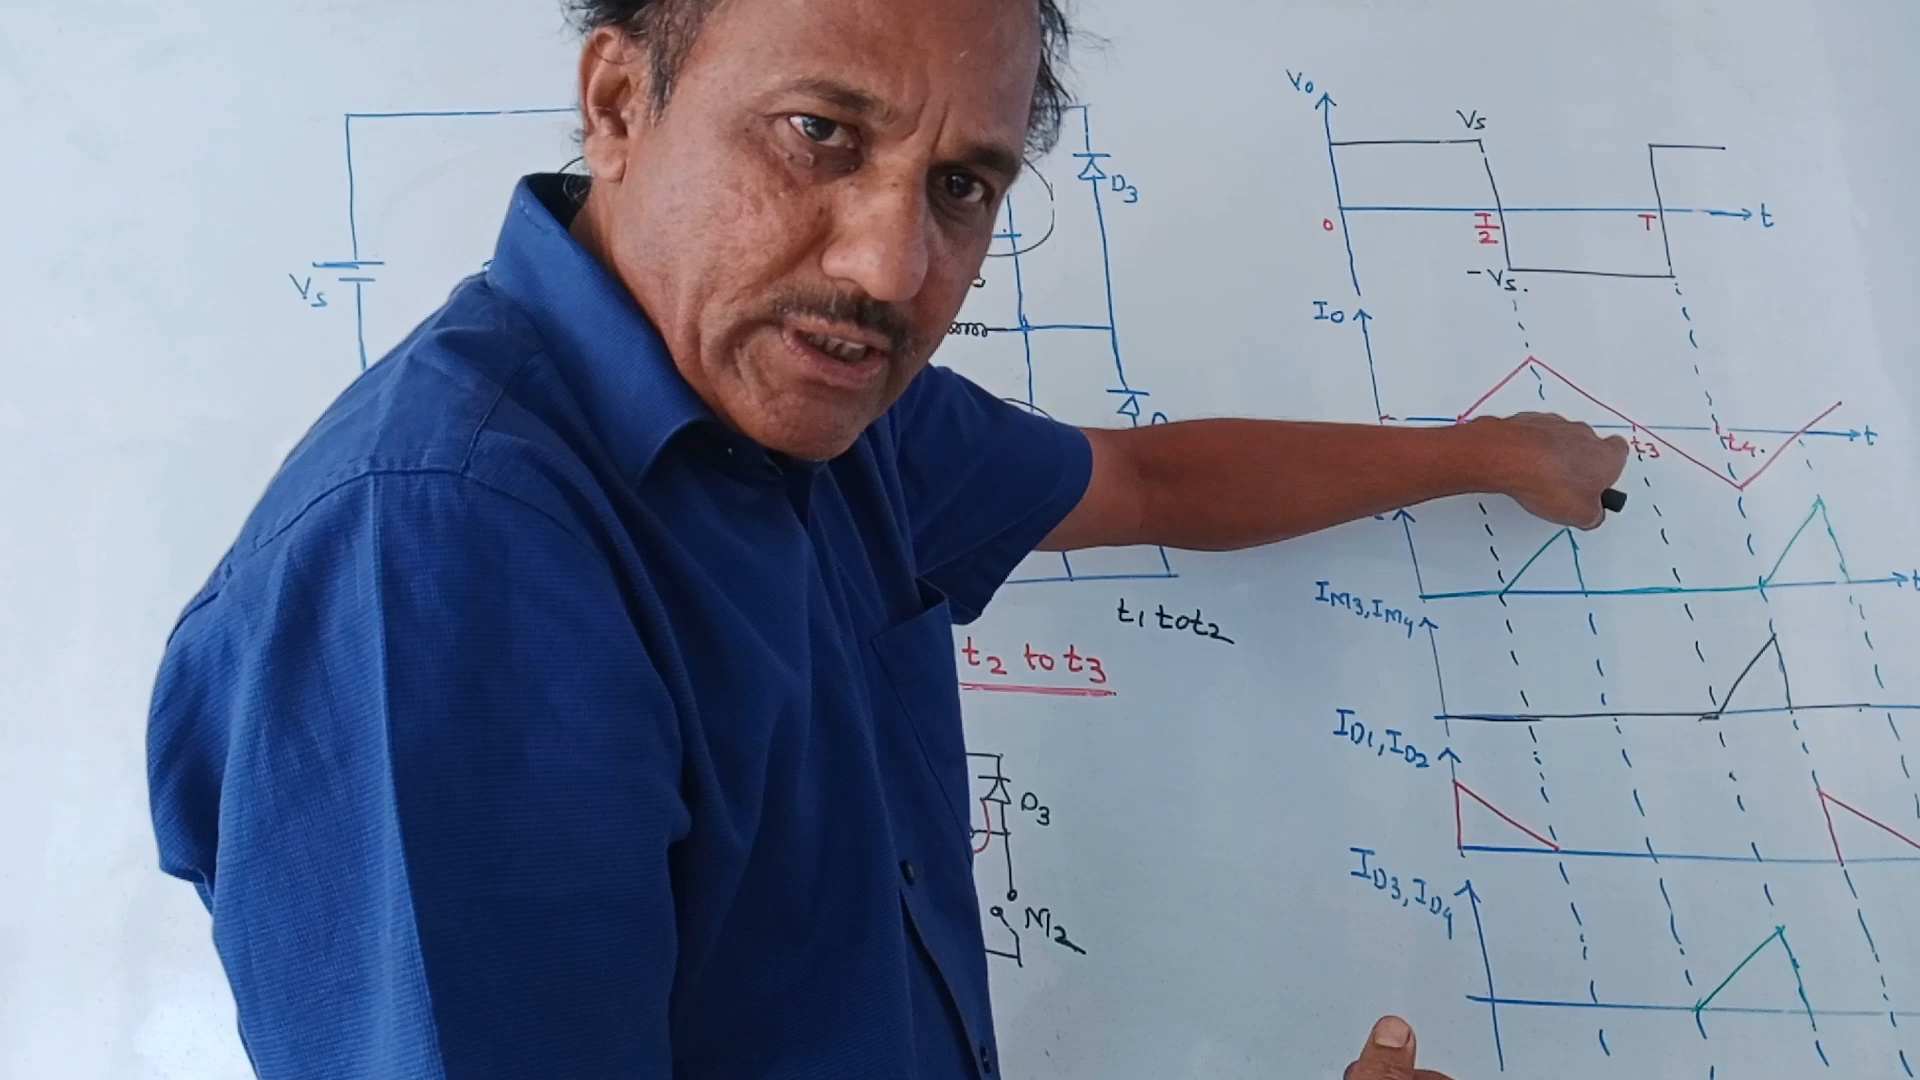 Vs
D3
t1 to t2
t2 to t3
D3
M2
Vo
Vs
0
T/2
T
t
-Vs.
Io
t3
t4.
t
t
IM3, IM4
ID1, ID2
ID3, ID4